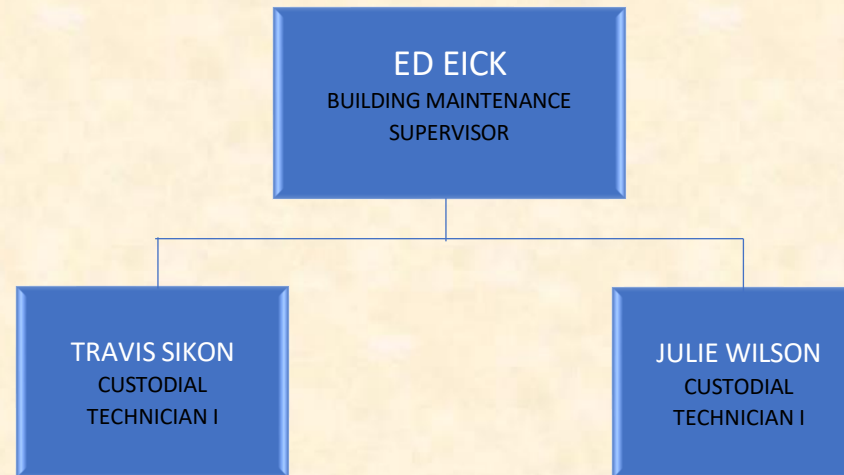 ED EICK
BUILDING MAINTENANCE
SUPERVISOR
TRAVIS SIKON
CUSTODIAL
TECHNICIAN I
JULIE WILSON
CUSTODIAL
TECHNICIAN I